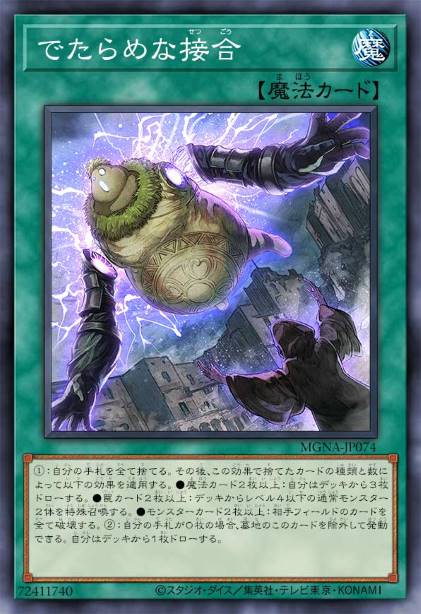 でたらめな接合
魔
【魔法カード】
MGNA-JP074
①:自分の手札を全て捨てる。その後、この効果で捨てたカードの種類と数に
よって以下の効果を適用する。●魔法カード2枚以上:自分はデッキから3枚
ドローする。●罠カード2枚以上:デッキからレベル4以下の通常モンスター
2体を特殊召喚する。●モンスターカード2枚以上:相手フィールドのカードを
全て破壊する。②:自分の手札が0枚の場合、墓地のこのカードを除外して発動
できる。自分はデッキから1枚ドローする。
72411740 ©スタジオ・ダイス/集英社・テレビ東京・KONAMI